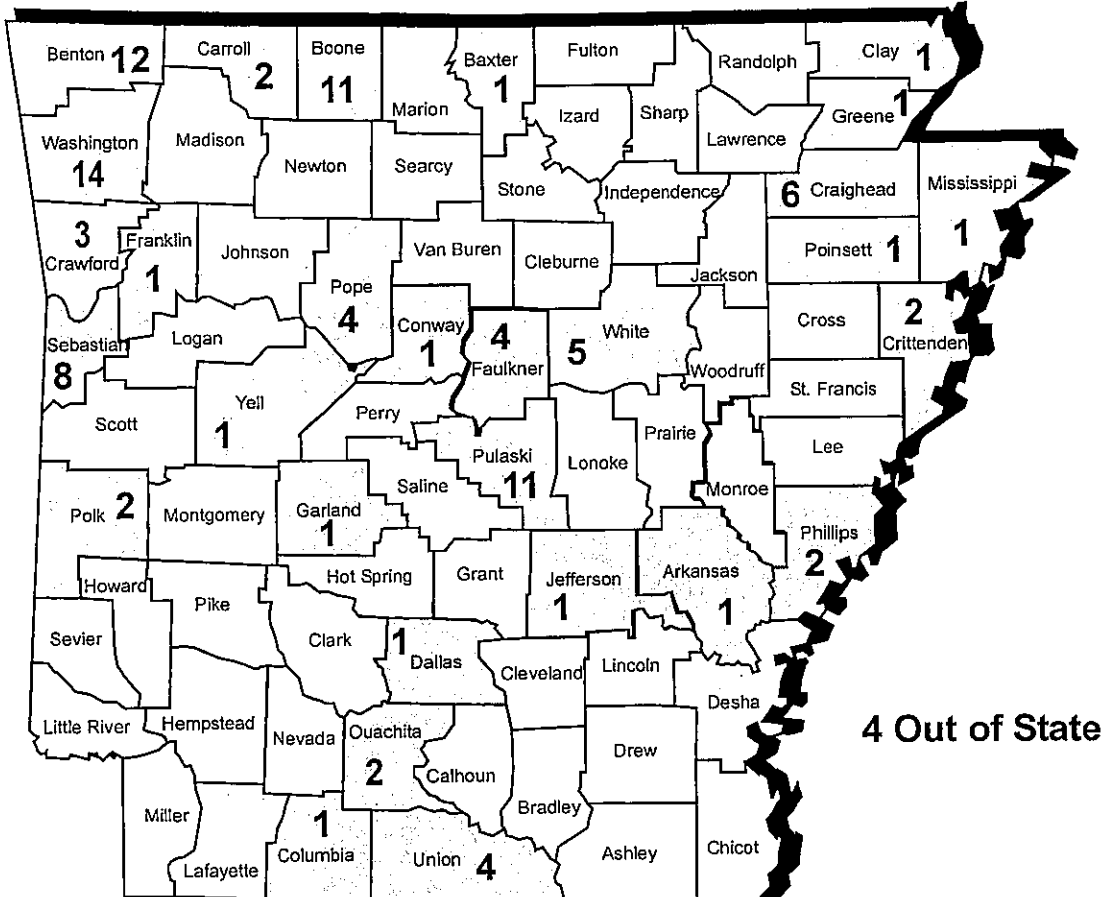 Benton 12
Carroll
2
Boone
11
Marion
Baxter
1
Fulton
Izard
Sharp
Randolph
Lawrence
Clay 1
Greene 1
Washington
14
Madison
Newton
Searcy
Stone
Independence
6 Craighead
Mississippi
1
3
Crawford
Franklin
1
Johnson
Pope
4
Van Buren
Cleburne
Jackson
Poinsett 1
Sebastian
8
Logan
Conway
1
4
Faulkner
White
5
Woodruff
Cross
2
Crittenden
St. Francis
Scott
Yell
1
Perry
Pulaski
11
Lonoke
Prairie
Lee
Monroe
Polk 2
Montgomery
Garland
1
Saline
Phillips
2
Howard
Pike
Hot Spring
Grant
Jefferson
1
Arkansas
1
Sevier
Clark
1
Dallas
Cleveland
Lincoln
Desha
Little River
Hempstead
Nevada
Ouachita
2
Calhoun
Bradley
Drew
4 Out of State
Miller
Lafayette
1
Columbia
Union 4
Ashley
Chicot